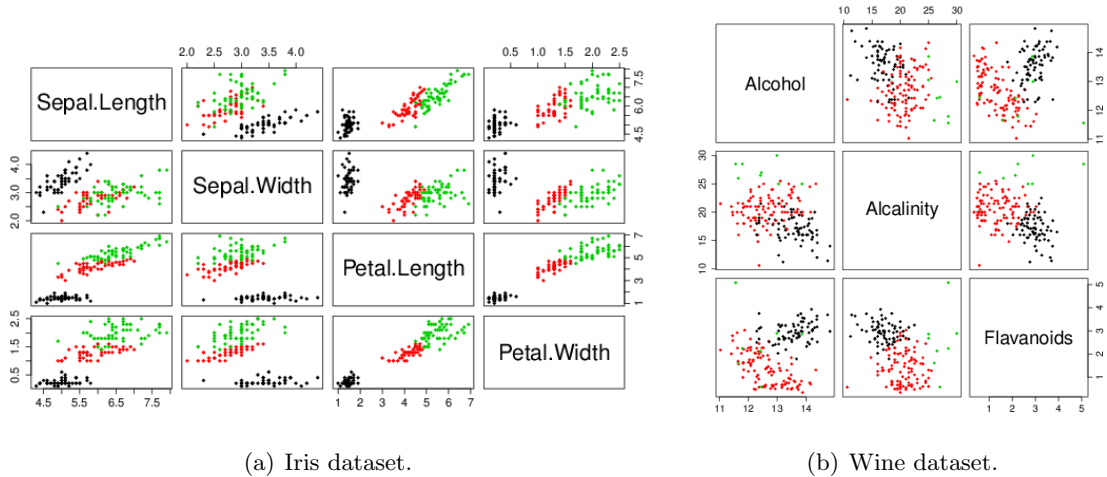 10 15 20 25 30
2.0 2.5 3.0 3.5 4.0
0.5 1.0 1.5 2.0 2.5
Sepal.Length
4.5 6.0 7.5
Alcohol
11 12 13 14
2.0 3.0 4.0
Sepal.Width
10 15 20 25 30
Alcalinity
Petal.Length
1 3 5 7
0.5 1.5 2.5
Petal.Width
Flavanoids
1 2 3 4 5
4.5 5.5 6.5 7.5
1 2 3 4 5 6 7
11 12 13 14
1 2 3 4 5
(a) Iris dataset.
(b) Wine dataset.